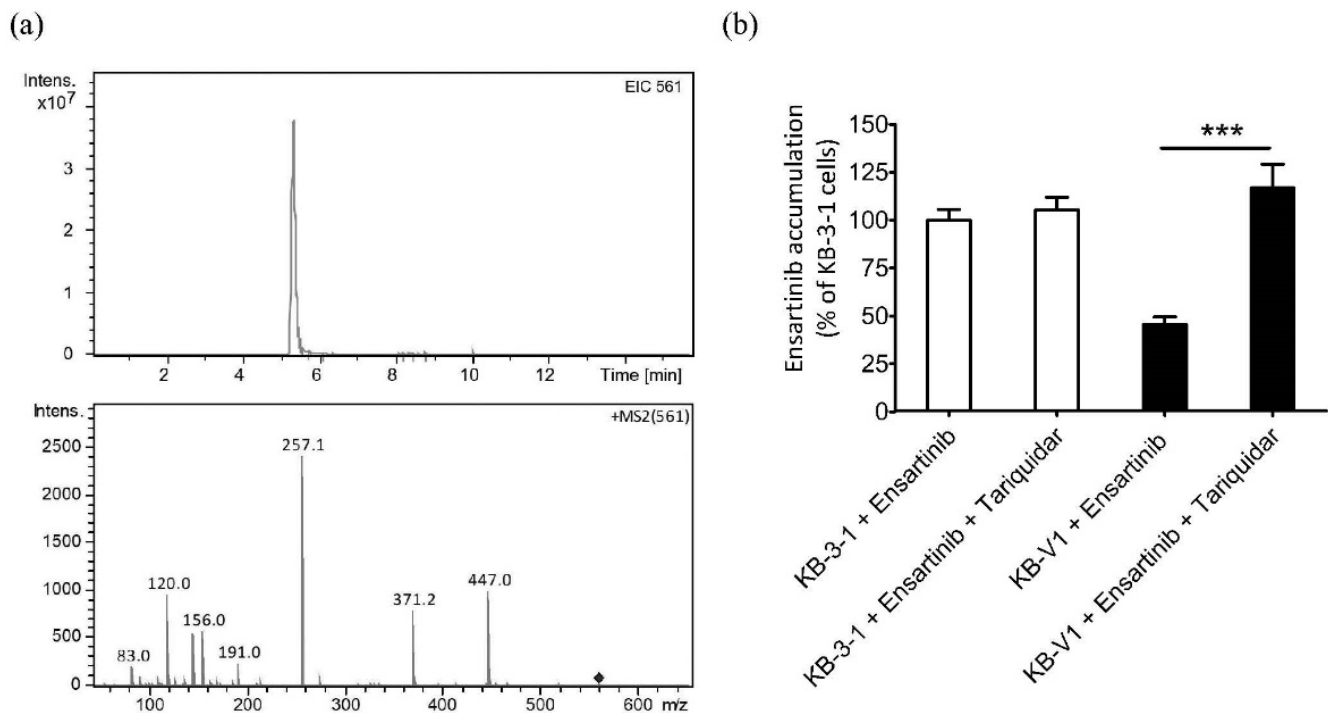 (a)
Intens.
x10⁷
EIC 561
3
2
1
0
2 4 6 8 10 12 Time [min]
Intens.
+MS2(561)
2500
2000
1500
1000
500
0
83.0
120.0
156.0
191.0
257.1
371.2
447.0
100 200 300 400 500 600 m/z
(b)
Ensartinib accumulation
(% of KB-3-1 cells)
150
125
100
75
50
25
0
***
KB-3-1 + Ensartinib
KB-3-1 + Ensartinib + Tariquidar
KB-V1 + Ensartinib
KB-V1 + Ensartinib + Tariquidar